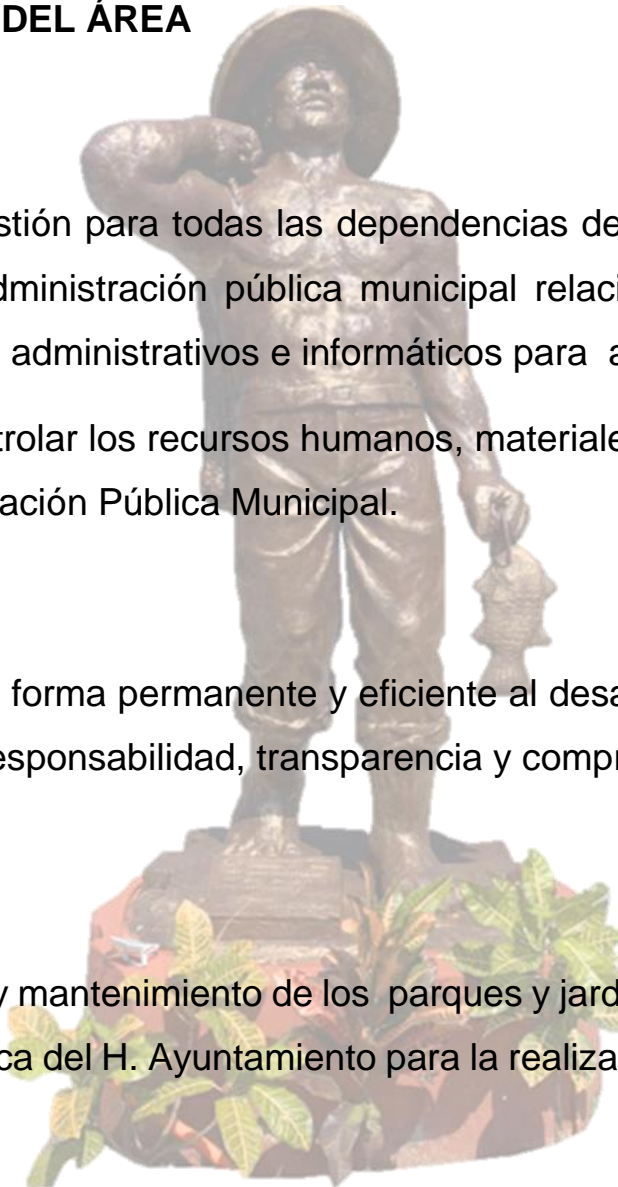 DEL ÁREA
stión para todas las dependencias de
dministración pública municipal relaci
administrativos e informáticos para a
trolar los recursos humanos, materiale
ación Pública Municipal.
forma permanente y eficiente al desa
esponsabilidad, transparencia y compr
y mantenimiento de los parques y jard
ca del H. Ayuntamiento para la realiza